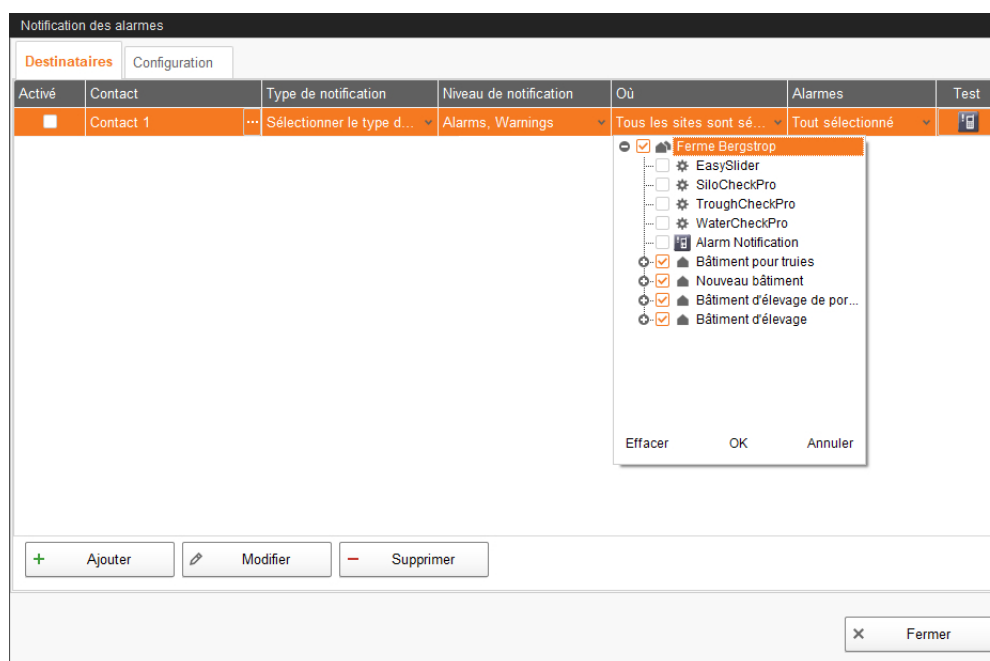 Notification des alarmes
Destinataires Configuration
Activé Contact Type de notification Niveau de notification Où Alarmes Test
Contact 1 ... Sélectionner le type d... Alarms, Warnings Tous les sites sont sé... Tout sélectionné
Ferme Bergstrop
EasySlider
SiloCheckPro
TroughCheckPro
WaterCheckPro
Alarm Notification
Bâtiment pour truies
Nouveau bâtiment
Bâtiment d'élevage de por...
Bâtiment d'élevage
Effacer OK Annuler
Ajouter Modifier Supprimer
Fermer